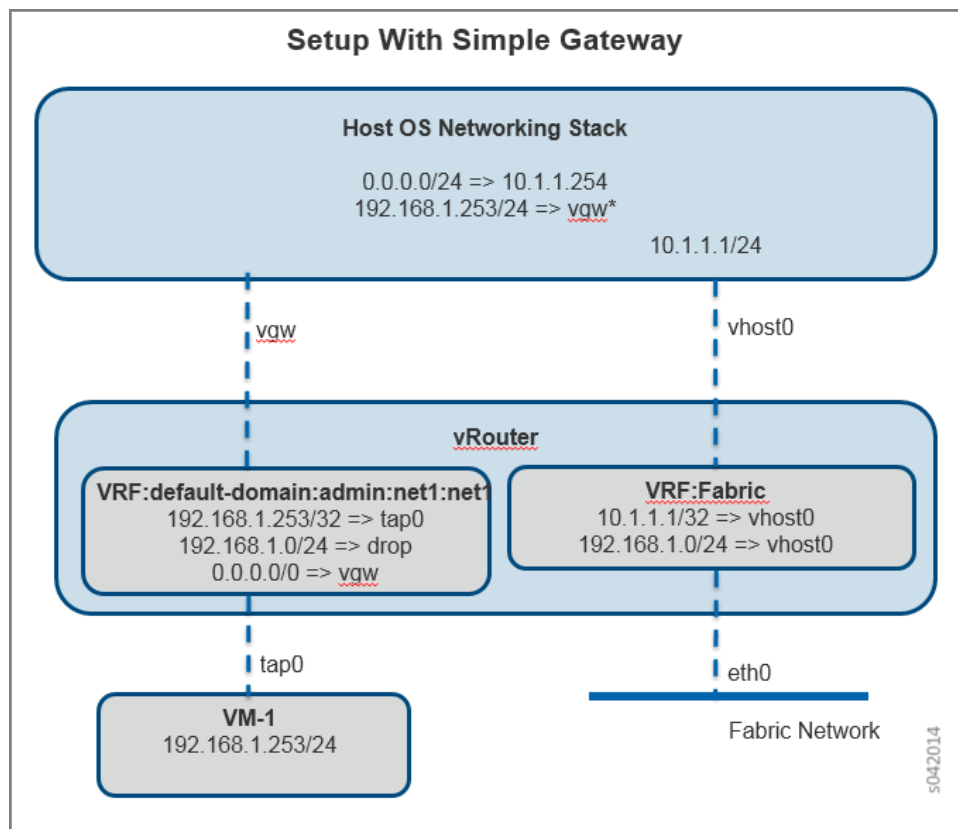 Setup With Simple Gateway
Host OS Networking Stack
0.0.0.0/24 => 10.1.1.254
192.168.1.253/24 => vgw*
10.1.1.1/24
vgw
vhost0
vRouter
VRF:default-domain:admin:net1:net1
192.168.1.253/32 => tap0
192.168.1.0/24 => drop
0.0.0.0/0 => vgw
VRF:Fabric
10.1.1.1/32 => vhost0
192.168.1.0/24 => vhost0
tap0
eth0
VM-1
192.168.1.253/24
Fabric Network
s042014